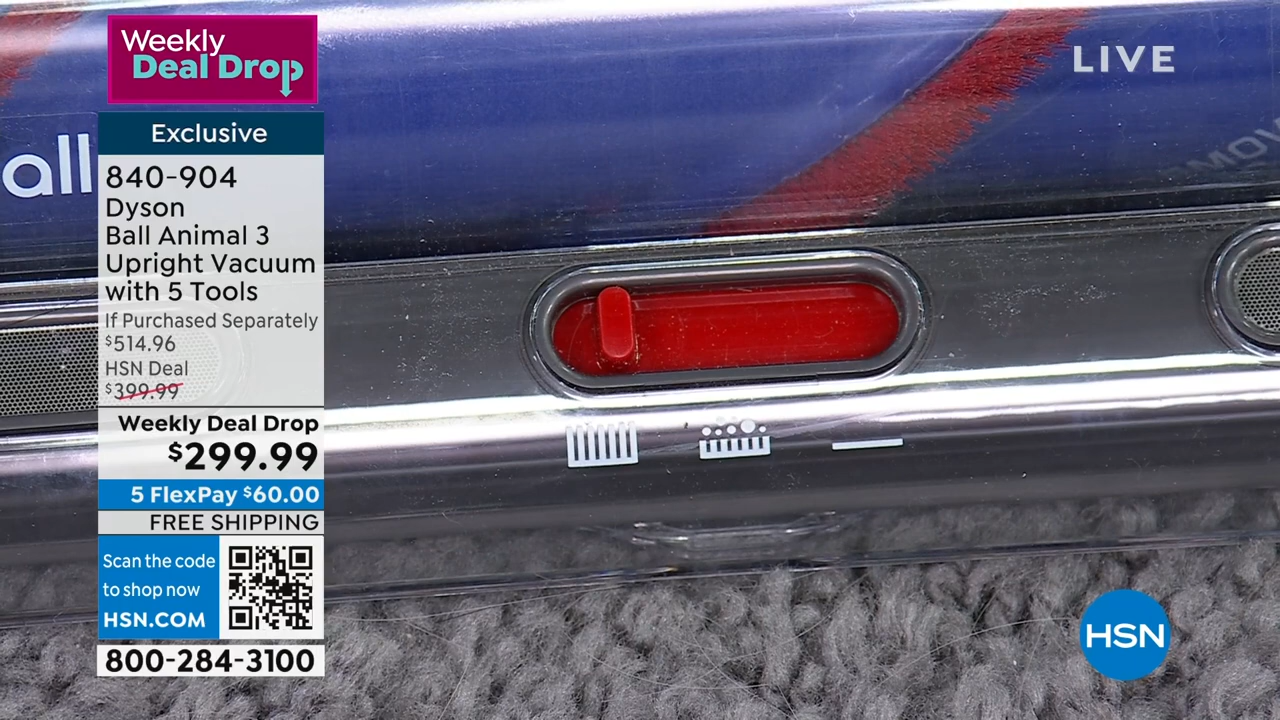 Weekly
Deal Drop
LIVE
Exclusive
all
840-904
Dyson
Ball Animal 3
Upright Vacuum
with 5 Tools
If Purchased Separately
$514.96
HSN Deal
$399.99
Weekly Deal Drop
$299.99
5 FlexPay $60.00
FREE SHIPPING
Scan the code
to shop now
HSN.COM
800-284-3100
HSN